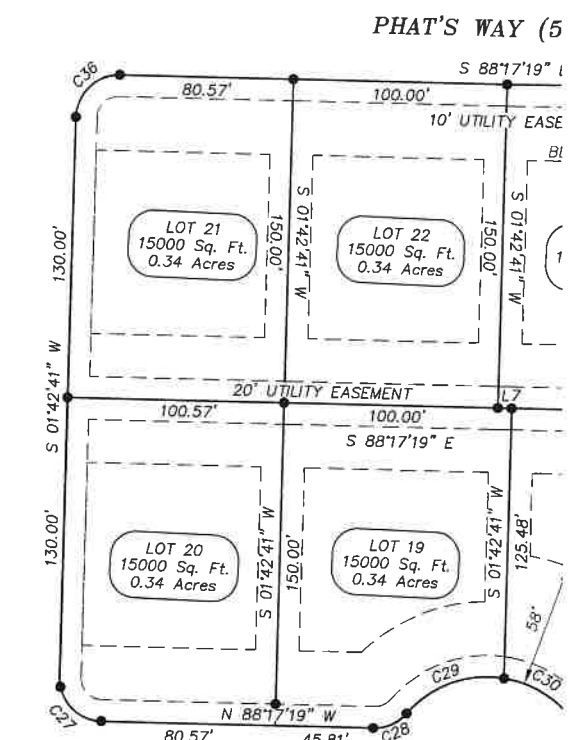 PHAT'S WAY (5
S 88°17'19" E
C36
80.57'
100.00'
10' UTILITY EASE
130.00'
LOT 21
15000 Sq. Ft.
0.34 Acres
150.00'
S 01°42'41" W
LOT 22
15000 Sq. Ft.
0.34 Acres
150.00'
S 01°42'41" W
1
20' UTILITY EASEMENT
L7
100.57'
100.00'
S 88°17'19" E
S 01°42'41" W
130.00'
LOT 20
15000 Sq. Ft.
0.34 Acres
S 01°42'41" W
150.00'
LOT 19
15000 Sq. Ft.
0.34 Acres
S 01°42'41" W
125.48'
58'
C29
C30
C27
N 88°17'19" W
C28
80.57'
45.81'